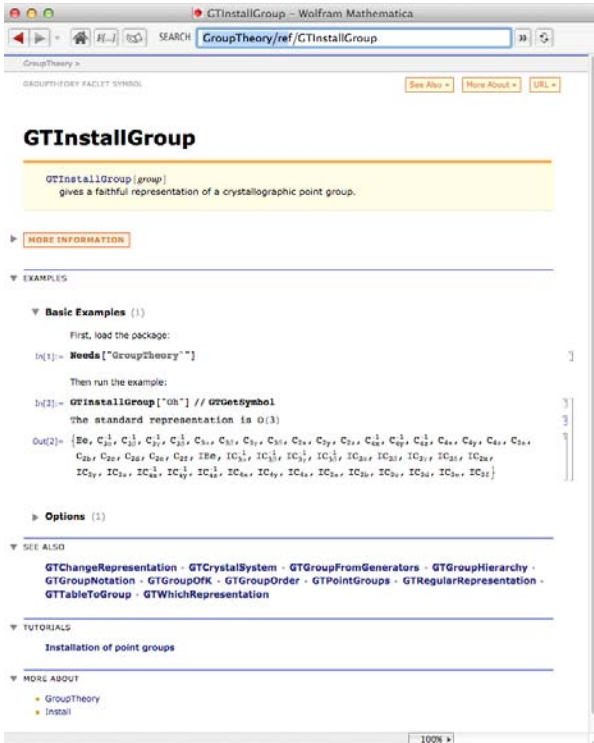 GTInstallGroup – Wolfram Mathematica
SEARCH GroupTheory/ref/GTInstallGroup »
GroupTheory >
GROUPTHEORY PACLET SYMBOL See Also More About URL
GTInstallGroup
GTInstallGroup[group]
gives a faithful representation of a crystallographic point group.
MORE INFORMATION
EXAMPLES
Basic Examples (1)
First, load the package:
In[1]:= Needs["GroupTheory`"]
Then run the example:
In[2]:= GTInstallGroup["Oh"] // GTGetSymbol
The standard representation is O(3)
Out[2]= {Ee,
Options (1)
SEE ALSO
GTChangeRepresentation - GTCrystalSystem - GTGroupFromGenerators - GTGroupHierarchy -
GTGroupNotation - GTGroupOfK - GTGroupOrder - GTPointGroups - GTRegularRepresentation -
GTTableToGroup - GTWhichRepresentation
TUTORIALS
Installation of point groups
MORE ABOUT
GroupTheory
Install
100%